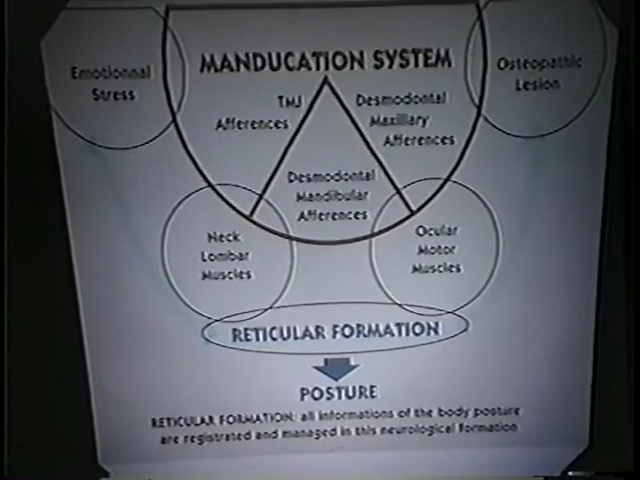 MANDUCATION SYSTEM
Emotionnal
Stress
Osteopathic
Lesion
TMJ
Afferences
Desmodontal
Maxillary
Afferences
Desmodontal
Mandibular
Afferences
Neck
Lombar
Muscles
Ocular
Motor
Muscles
RETICULAR FORMATION
POSTURE
RETICULAR FORMATION: all informations of the body posture
are registrated and managed in this neurological formation